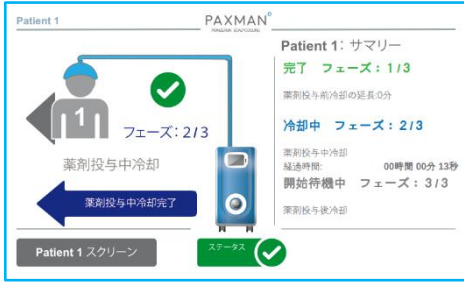 Patient 1
PAXMAN
PIONEERING SCALP COOLING
1
フェーズ: 2/3
薬剤投与中冷却
薬剤投与中冷却完了
Patient 1 スクリーン
ステータス
Patient 1: サマリー
完了 フェーズ: 1/3
薬剤投与前冷却の延長:0分
冷却中 フェーズ: 2/3
薬剤投与中冷却
経過時間: 00時間 00分 13秒
開始待機中 フェーズ: 3/3
薬剤投与後冷却